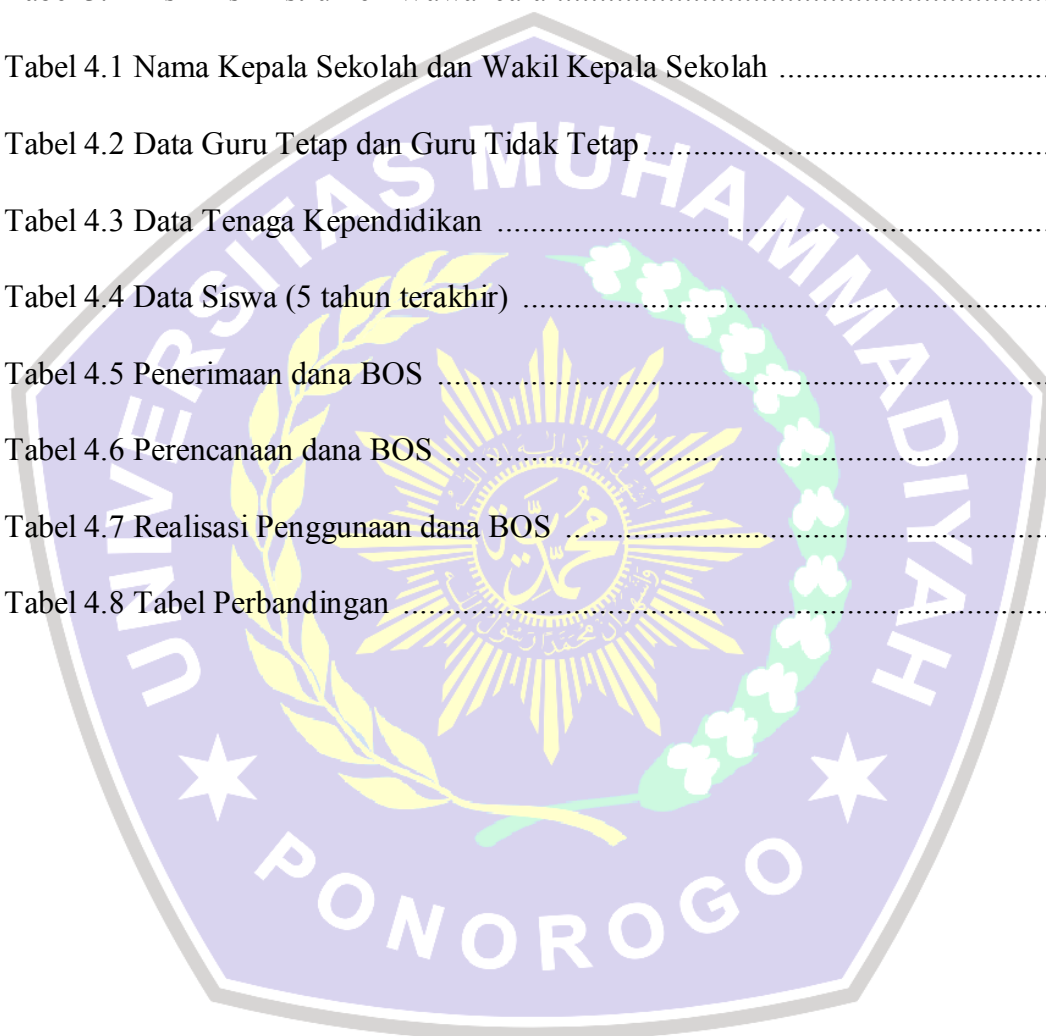 Tabel 4.1 Nama Kepala Sekolah dan Wakil Kepala Sekolah ....................................
Tabel 4.2 Data Guru Tetap dan Guru Tidak Tetap....................................................
Tabel 4.3 Data Tenaga Kependidikan ......................................................................
Tabel 4.4 Data Siswa (5 tahun terakhir) ...................................................................
Tabel 4.5 Penerimaan dana BOS .............................................................................
Tabel 4.6 Perencanaan dana BOS ............................................................................
Tabel 4.7 Realisasi Penggunaan dana BOS .............................................................
Tabel 4.8 Tabel Perbandingan .................................................................................
UNIVERSITAS MUHAMMADIYAH
PONOROGO